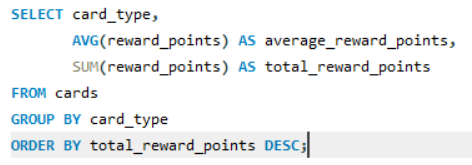 SELECT card_type,
AVG(reward_points) AS average_reward_points,
SUM(reward_points) AS total_reward_points
FROM cards
GROUP BY card_type
ORDER BY total_reward_points DESC;